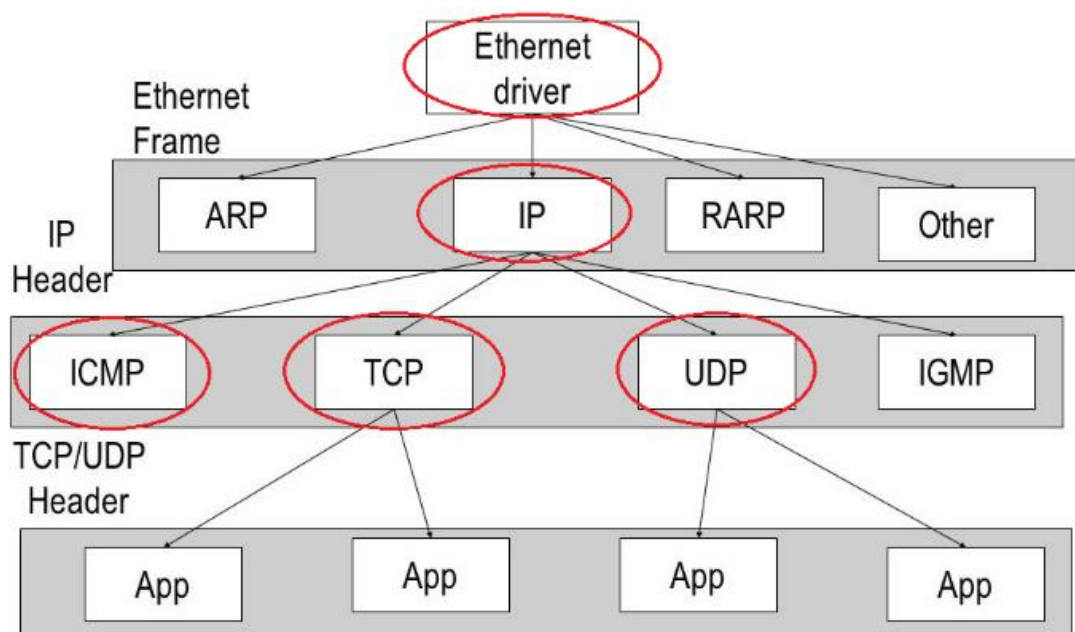 Ethernet
driver
Ethernet
Frame
ARP
IP
RARP
Other
IP
Header
ICMP
TCP
UDP
IGMP
TCP/UDP
Header
App
App
App
App